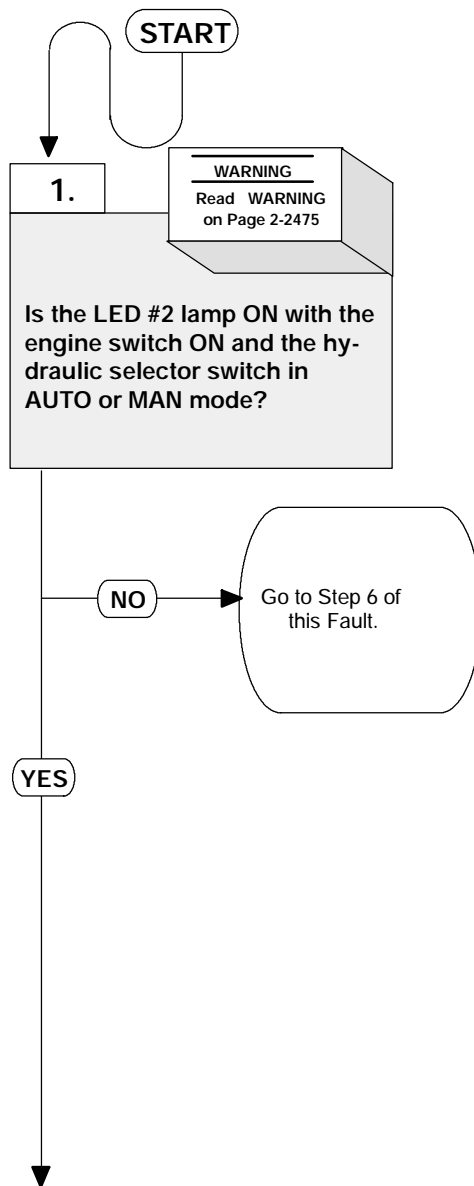 START
1.
WARNING
Read WARNING
on Page 2-2475
Is the LED #2 lamp ON with the
engine switch ON and the hy-
draulic selector switch in
AUTO or MAN mode?
NO
Go to Step 6 of
this Fault.
YES